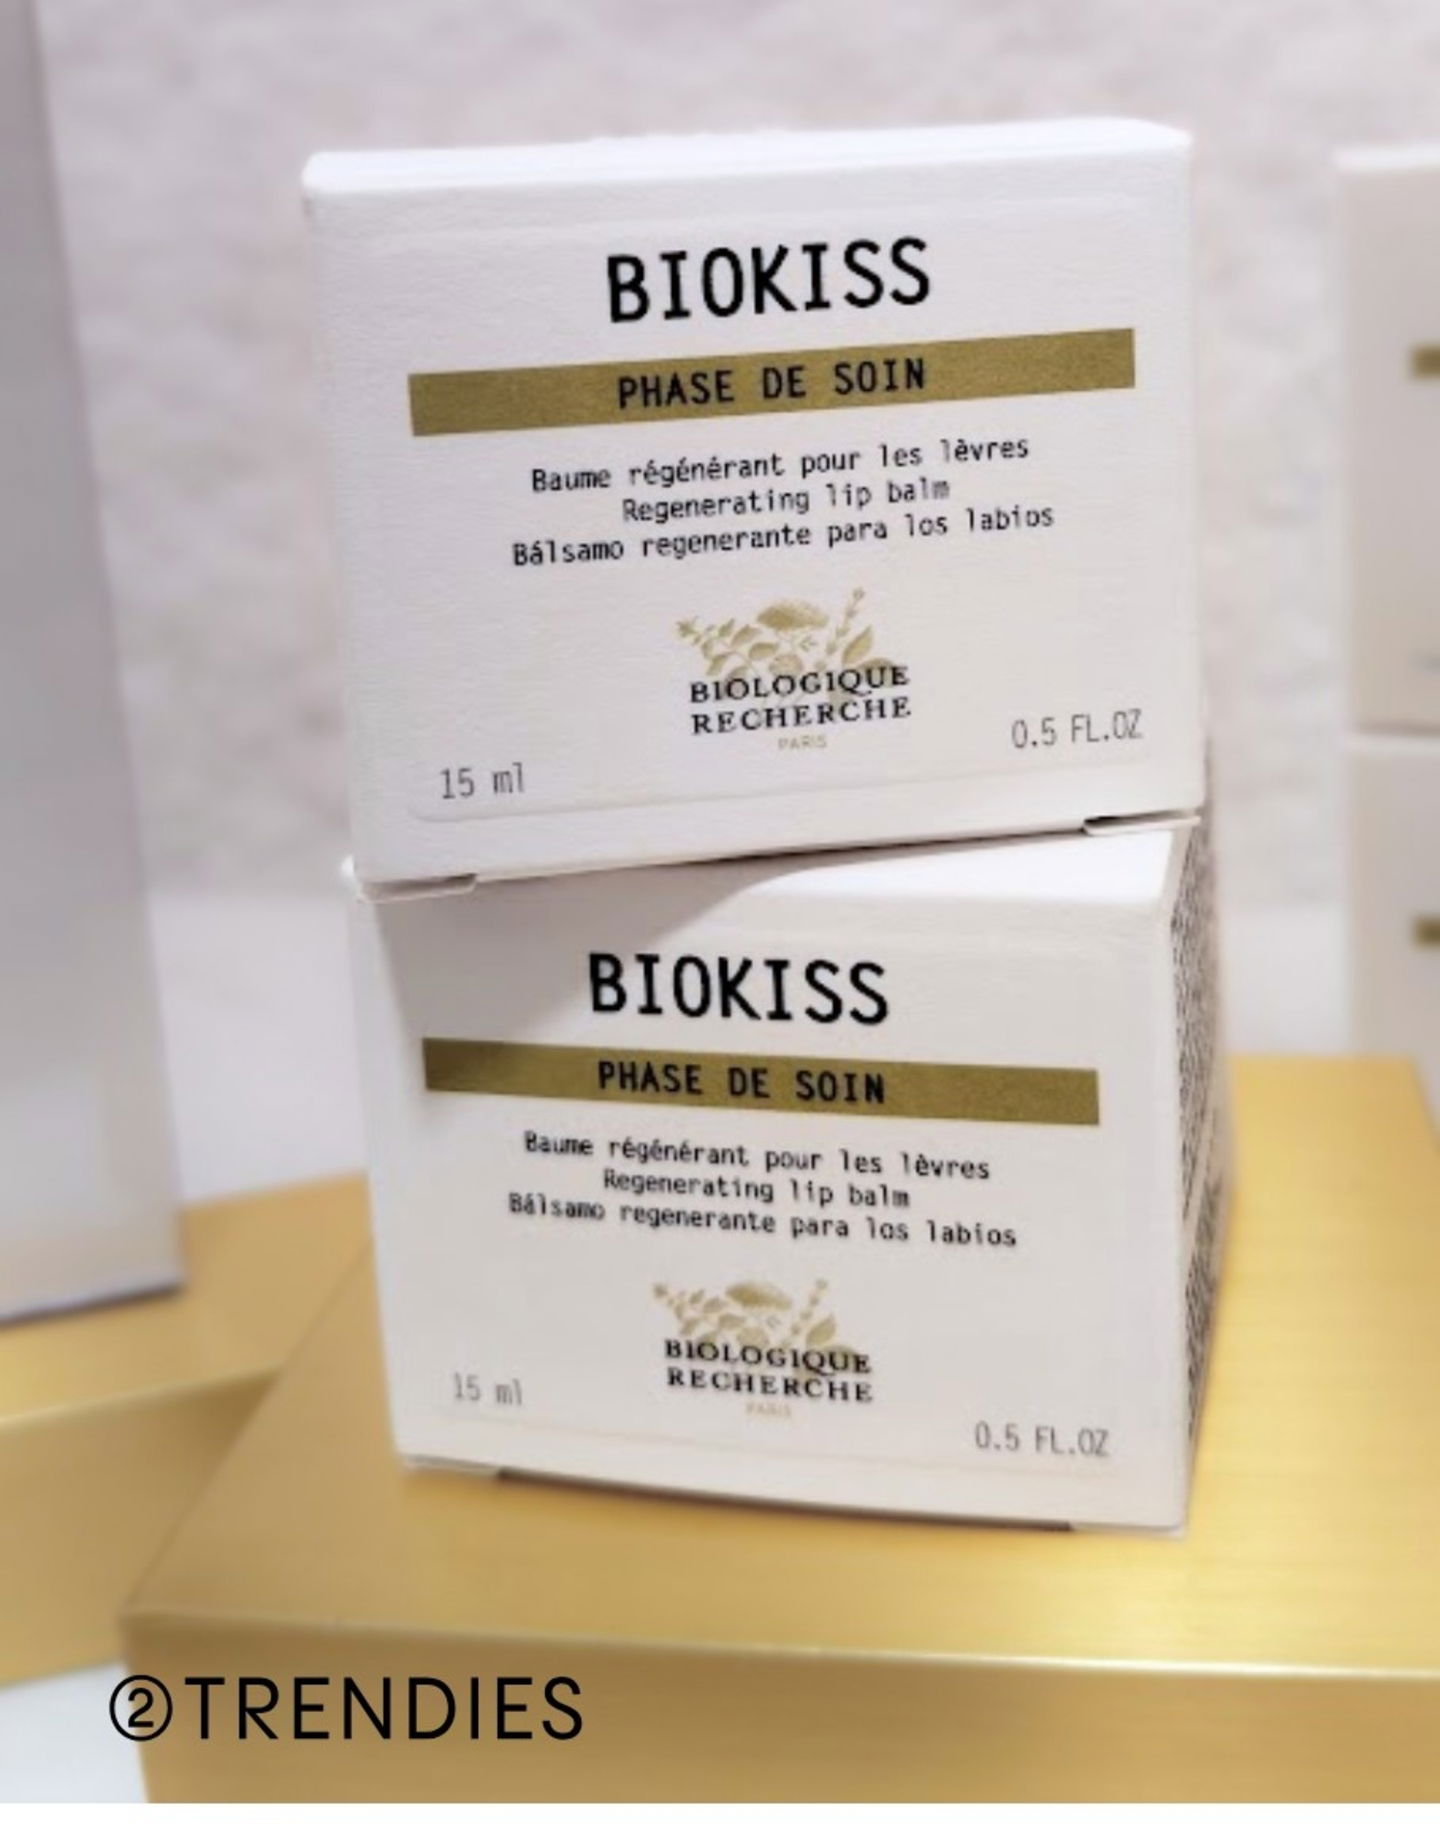 BIOKISS
PHASE DE SOIN
Baume régénérant pour les lèvres
Regenerating lip balm
Bálsamo regenerante para los labios
BIOLOGIQUE
RECHERCHE
PARIS
15 ml
0.5 FL.OZ
BIOKISS
PHASE DE SOIN
Baume régénérant pour les lèvres
Regenerating lip balm
Bálsamo regenerante para los labios
BIOLOGIQUE
RECHERCHE
PARIS
15 ml
0.5 FL.OZ
②TRENDIES